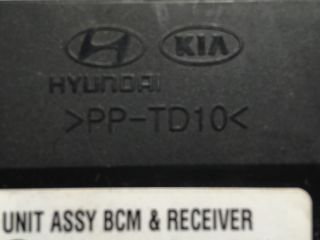 KIA
HYUNDAI
>PP-TD10<
UNIT ASSY BCM & RECEIVER